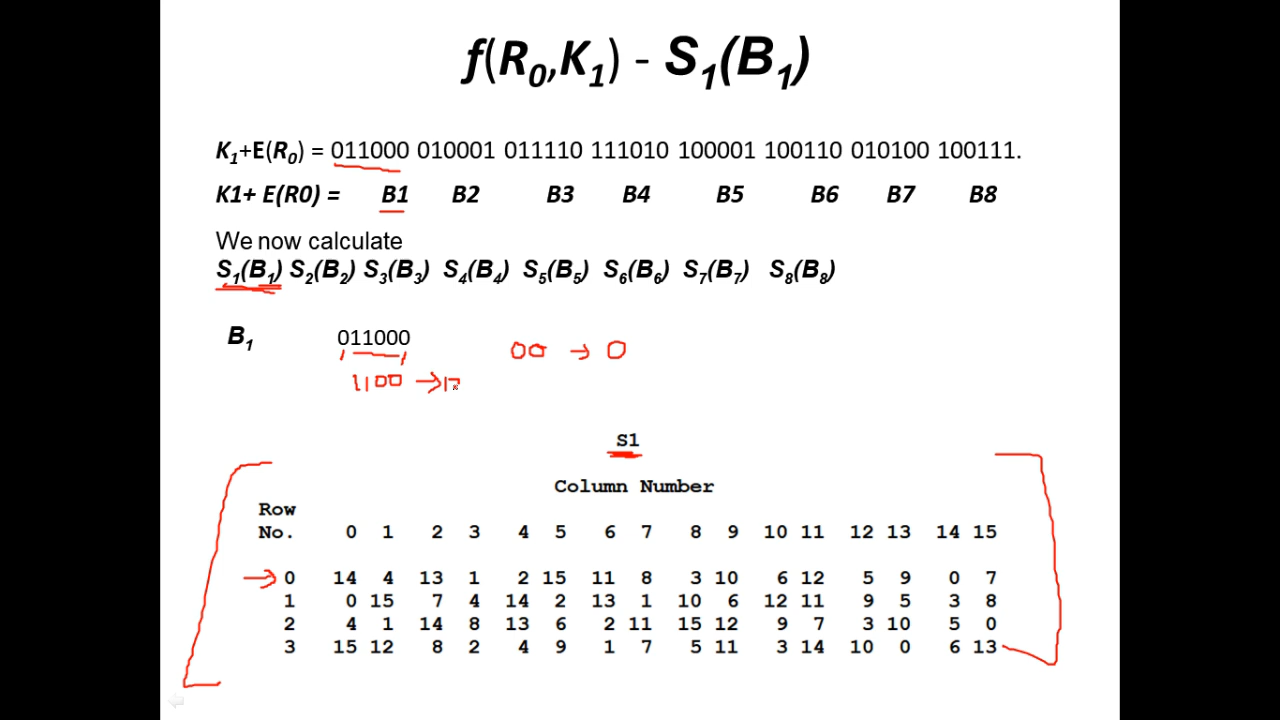 f(R0,K1) - S1(B1)
K1+E(R0) = 011000 010001 011110 111010 100001 100110 010100 100111.
K1+ E(R0) = B1 B2 B3 B4 B5 B6 B7 B8
We now calculate
S1(B1) S2(B2) S3(B3) S4(B4) S5(B5) S6(B6) S7(B7) S8(B8)
B1 011000 00 → 0
1100 → 12
S1
Column Number
Row
No. 0 1 2 3 4 5 6 7 8 9 10 11 12 13 14 15
→ 0 14 4 13 1 2 15 11 8 3 10 6 12 5 9 0 7
1 0 15 7 4 14 2 13 1 10 6 12 11 9 5 3 8
2 4 1 14 8 13 6 2 11 15 12 9 7 3 10 5 0
3 15 12 8 2 4 9 1 7 5 11 3 14 10 0 6 13